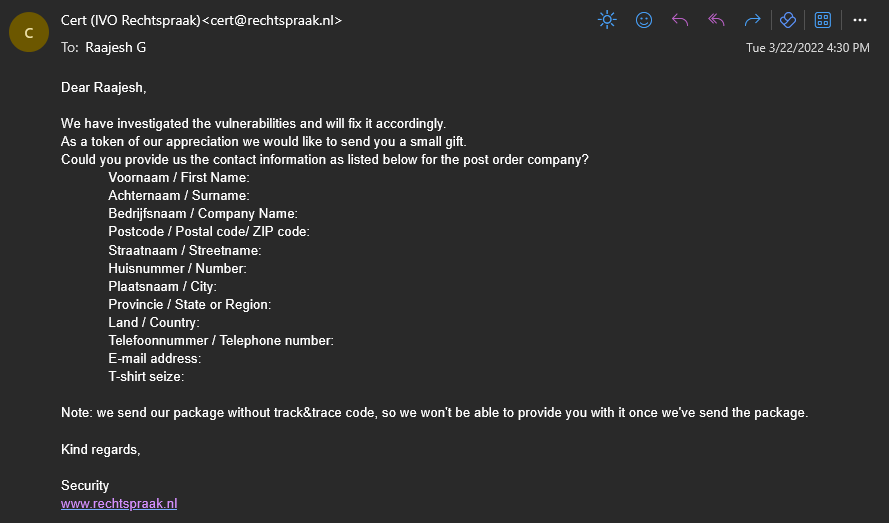 C
Cert (IVO Rechtspraak)<cert@rechtspraak.nl>
To: Raajesh G
Tue 3/22/2022 4:30 PM
Dear Raajesh,
We have investigated the vulnerabilities and will fix it accordingly.
As a token of our appreciation we would like to send you a small gift.
Could you provide us the contact information as listed below for the post order company?
Voornaam / First Name:
Achternaam / Surname:
Bedrijfsnaam / Company Name:
Postcode / Postal code/ ZIP code:
Straatnaam / Streetname:
Huisnummer / Number:
Plaatsnaam / City:
Provincie / State or Region:
Land / Country:
Telefoonnummer / Telephone number:
E-mail address:
T-shirt seize:
Note: we send our package without track&trace code, so we won't be able to provide you with it once we've send the package.
Kind regards,
Security
www.rechtspraak.nl